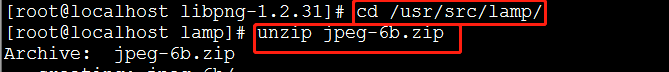 [root@localhost libpng-1.2.31]# cd /usr/src/lamp/
[root@localhost lamp]# unzip jpeg-6b.zip
Archive:  jpeg-6b.zip